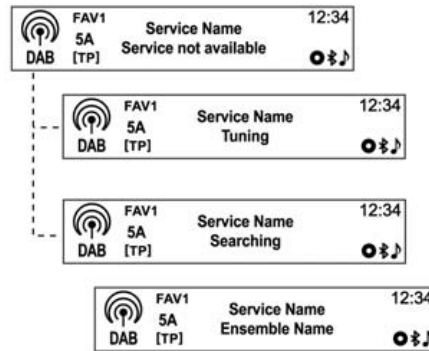 FAV1
Service Name
12:34
5A
Service not available
DAB
[TP]
FAV1
Service Name
12:34
5A
Tuning
DAB
[TP]
FAV1
Service Name
12:34
5A
Searching
DAB
[TP]
FAV1
Service Name
12:34
5A
Ensemble Name
DAB
[TP]